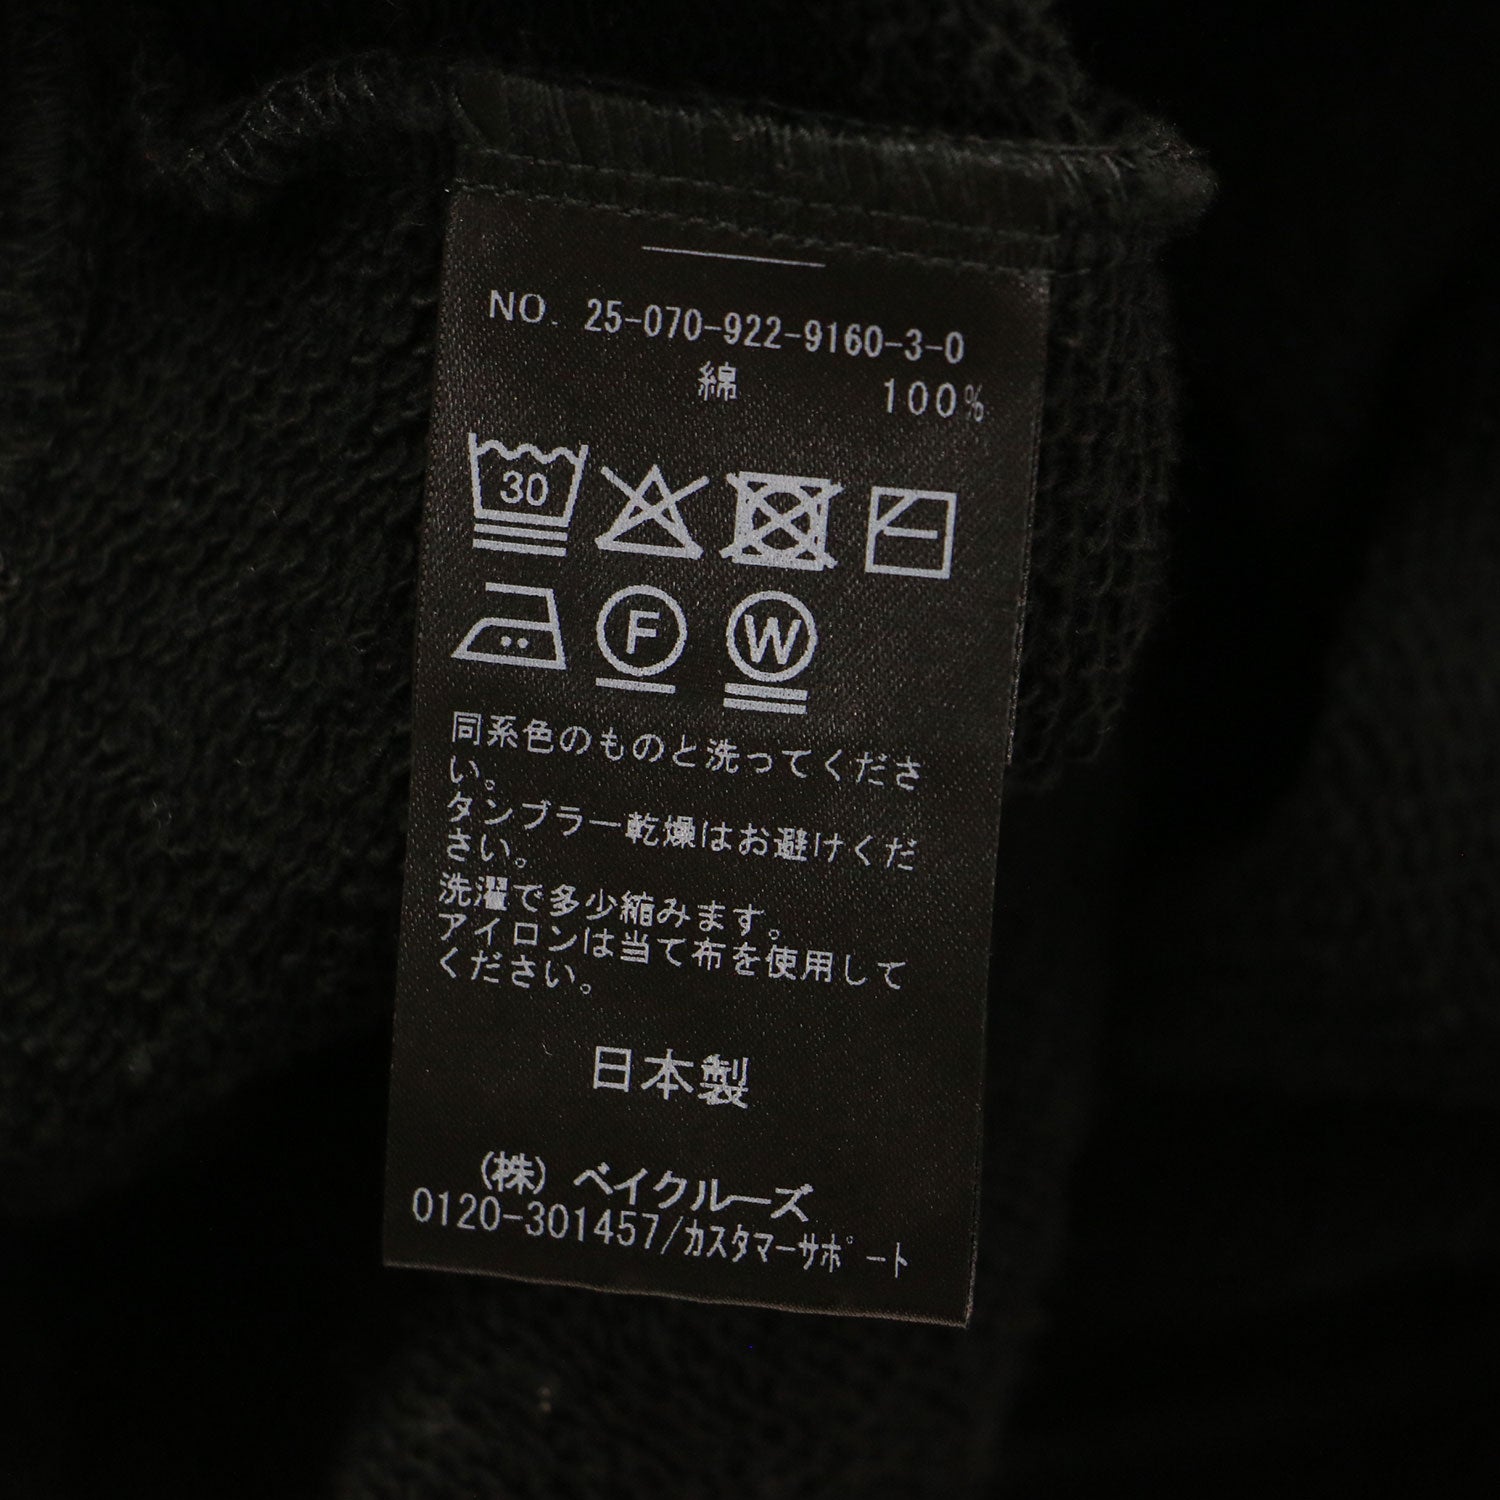 NO. 25-070-922-9160-3-0
綿 100%
30
F W
同系色のものと洗ってくださ
い。
タンブラー乾燥はお避けくだ
さい。
洗濯で多少縮みます。
アイロンは当て布を使用して
ください。
日本製
(株) ベイクルーズ
0120-301457/カスタマーサポート